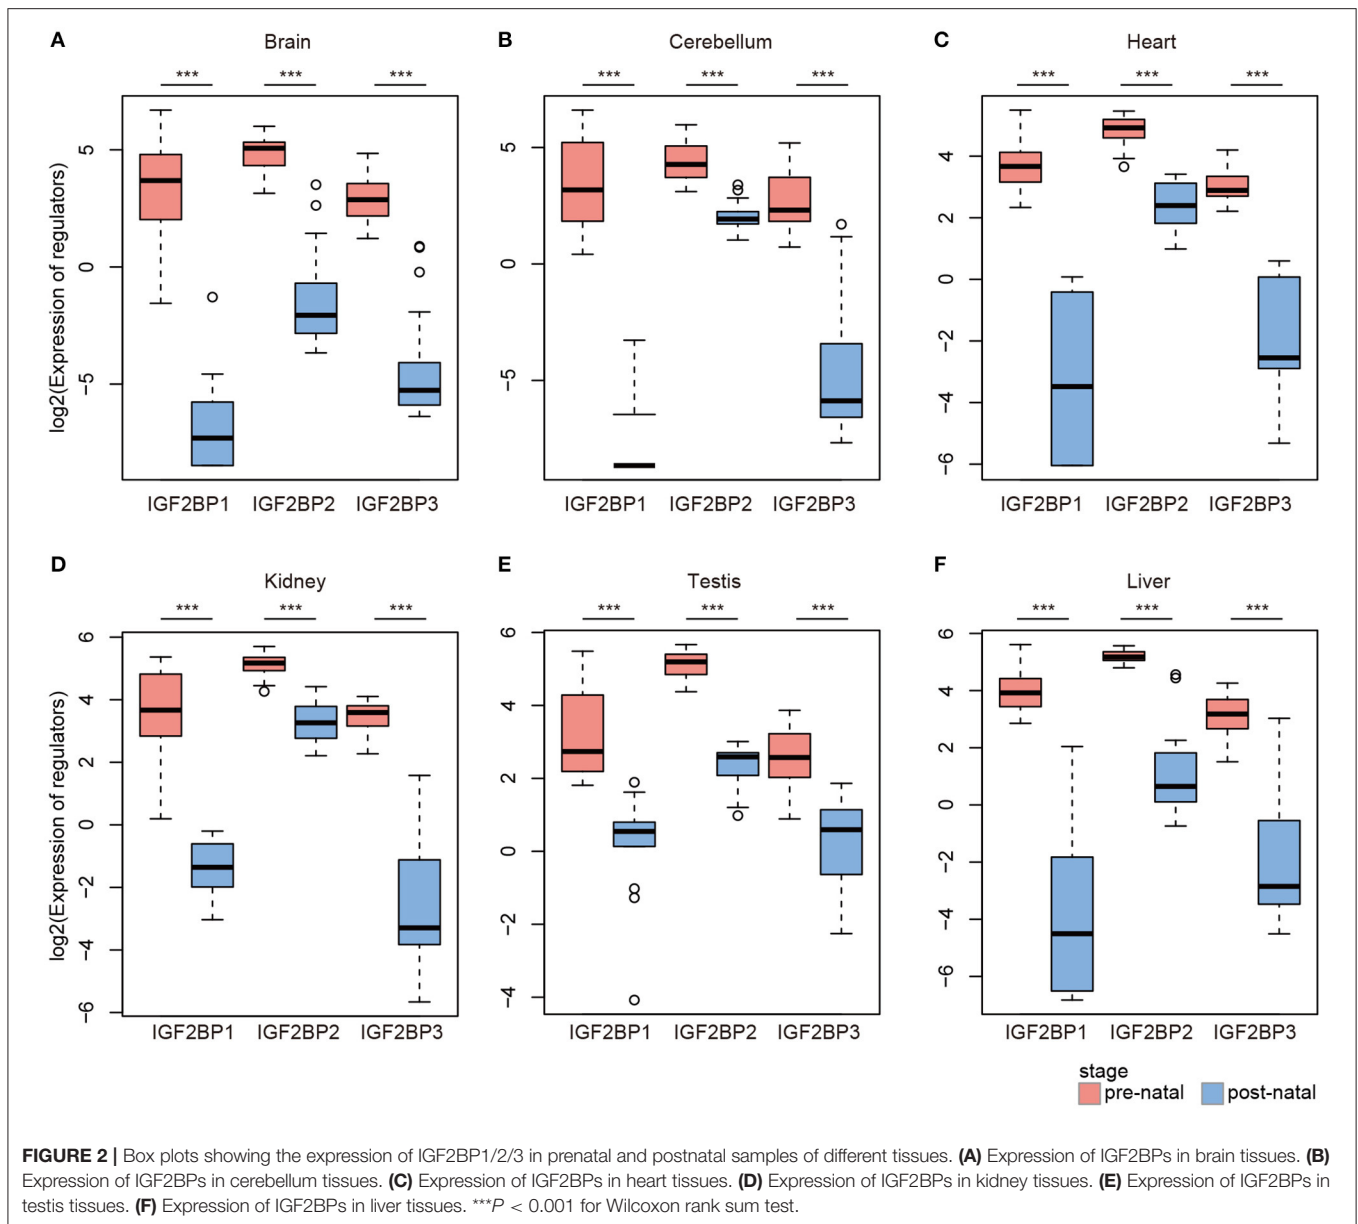 A
Brain
*** *** ***
log2(Expression of regulators)
5
0
−5
IGF2BP1 IGF2BP2 IGF2BP3
B
Cerebellum
*** *** ***
5
0
−5
IGF2BP1 IGF2BP2 IGF2BP3
C
Heart
*** *** ***
4
2
0
−2
−4
−6
IGF2BP1 IGF2BP2 IGF2BP3
D
Kidney
*** *** ***
log2(Expression of regulators)
6
4
2
0
−2
−4
−6
IGF2BP1 IGF2BP2 IGF2BP3
E
Testis
*** *** ***
6
4
2
0
−2
−4
IGF2BP1 IGF2BP2 IGF2BP3
F
Liver
*** *** ***
6
4
2
0
−2
−4
−6
IGF2BP1 IGF2BP2 IGF2BP3
stage
pre-natal post-natal
FIGURE 2 | Box plots showing the expression of IGF2BP1/2/3 in prenatal and postnatal samples of different tissues. (A) Expression of IGF2BPs in brain tissues. (B)
Expression of IGF2BPs in cerebellum tissues. (C) Expression of IGF2BPs in heart tissues. (D) Expression of IGF2BPs in kidney tissues. (E) Expression of IGF2BPs in
testis tissues. (F) Expression of IGF2BPs in liver tissues. ***P < 0.001 for Wilcoxon rank sum test.